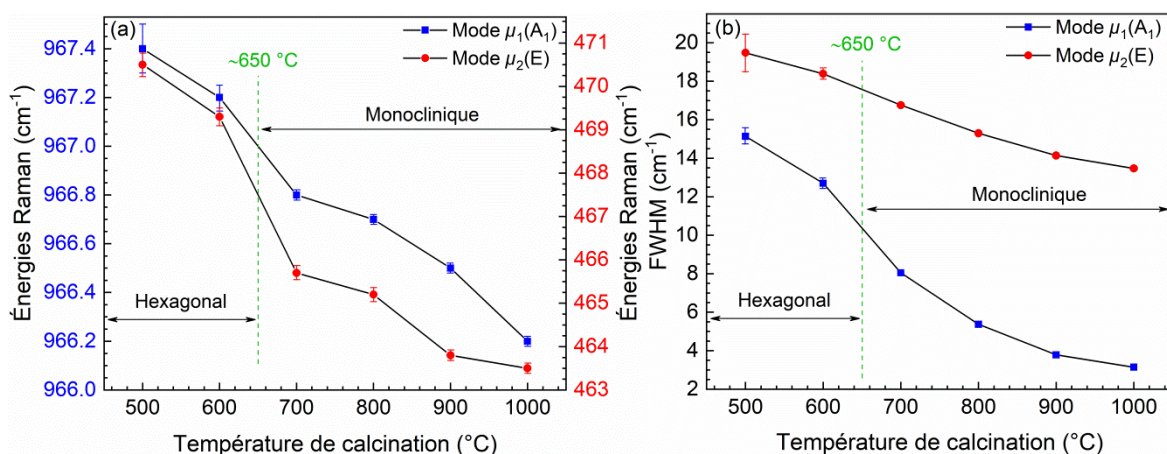 (a)
Mode μ₁(A₁)
Mode μ₂(E)
~650 °C
Monoclinique
Hexagonal
Énergies Raman (cm⁻¹)
967.4
967.2
967.0
966.8
966.6
966.4
966.2
966.0
471
470
469
468
467
466
465
464
463
Énergies Raman (cm⁻¹)
500 600 700 800 900 1000
Température de calcination (°C)
(b)
Mode μ₁(A₁)
Mode μ₂(E)
~650 °C
Monoclinique
Hexagonal
FWHM (cm⁻¹)
20
18
16
14
12
10
8
6
4
2
500 600 700 800 900 1000
Température de calcination (°C)